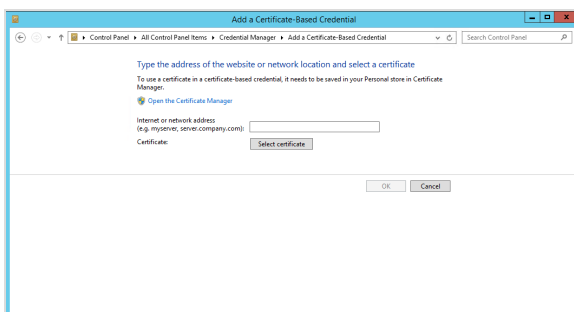 Add a Certificate-Based Credential
Control Panel ▸ All Control Panel Items ▸ Credential Manager ▸ Add a Certificate-Based Credential
Search Control Panel
Type the address of the website or network location and select a certificate
To use a certificate in a certificate-based credential, it needs to be saved in your Personal store in Certificate
Manager.
Open the Certificate Manager
Internet or network address
(e.g. myserver, server.company.com):
Certificate:
Select certificate
OK
Cancel